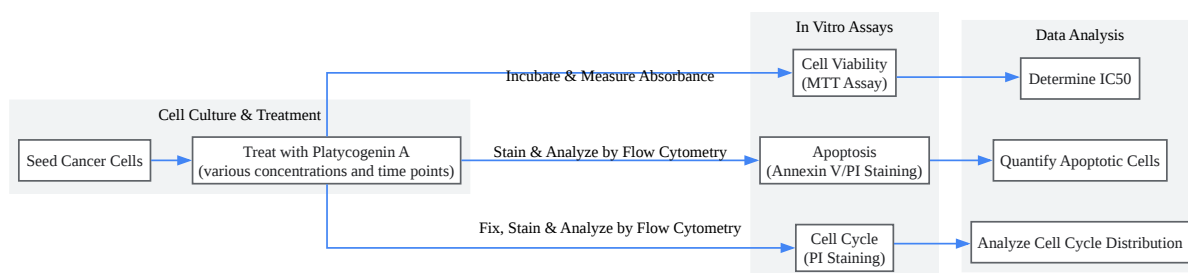 Cell Culture & Treatment
Seed Cancer Cells
Treat with Platycogenin A
(various concentrations and time points)
Incubate & Measure Absorbance
Stain & Analyze by Flow Cytometry
Fix, Stain & Analyze by Flow Cytometry
In Vitro Assays
Cell Viability
(MTT Assay)
Apoptosis
(Annexin V/PI Staining)
Cell Cycle
(PI Staining)
Data Analysis
Determine IC50
Quantify Apoptotic Cells
Analyze Cell Cycle Distribution